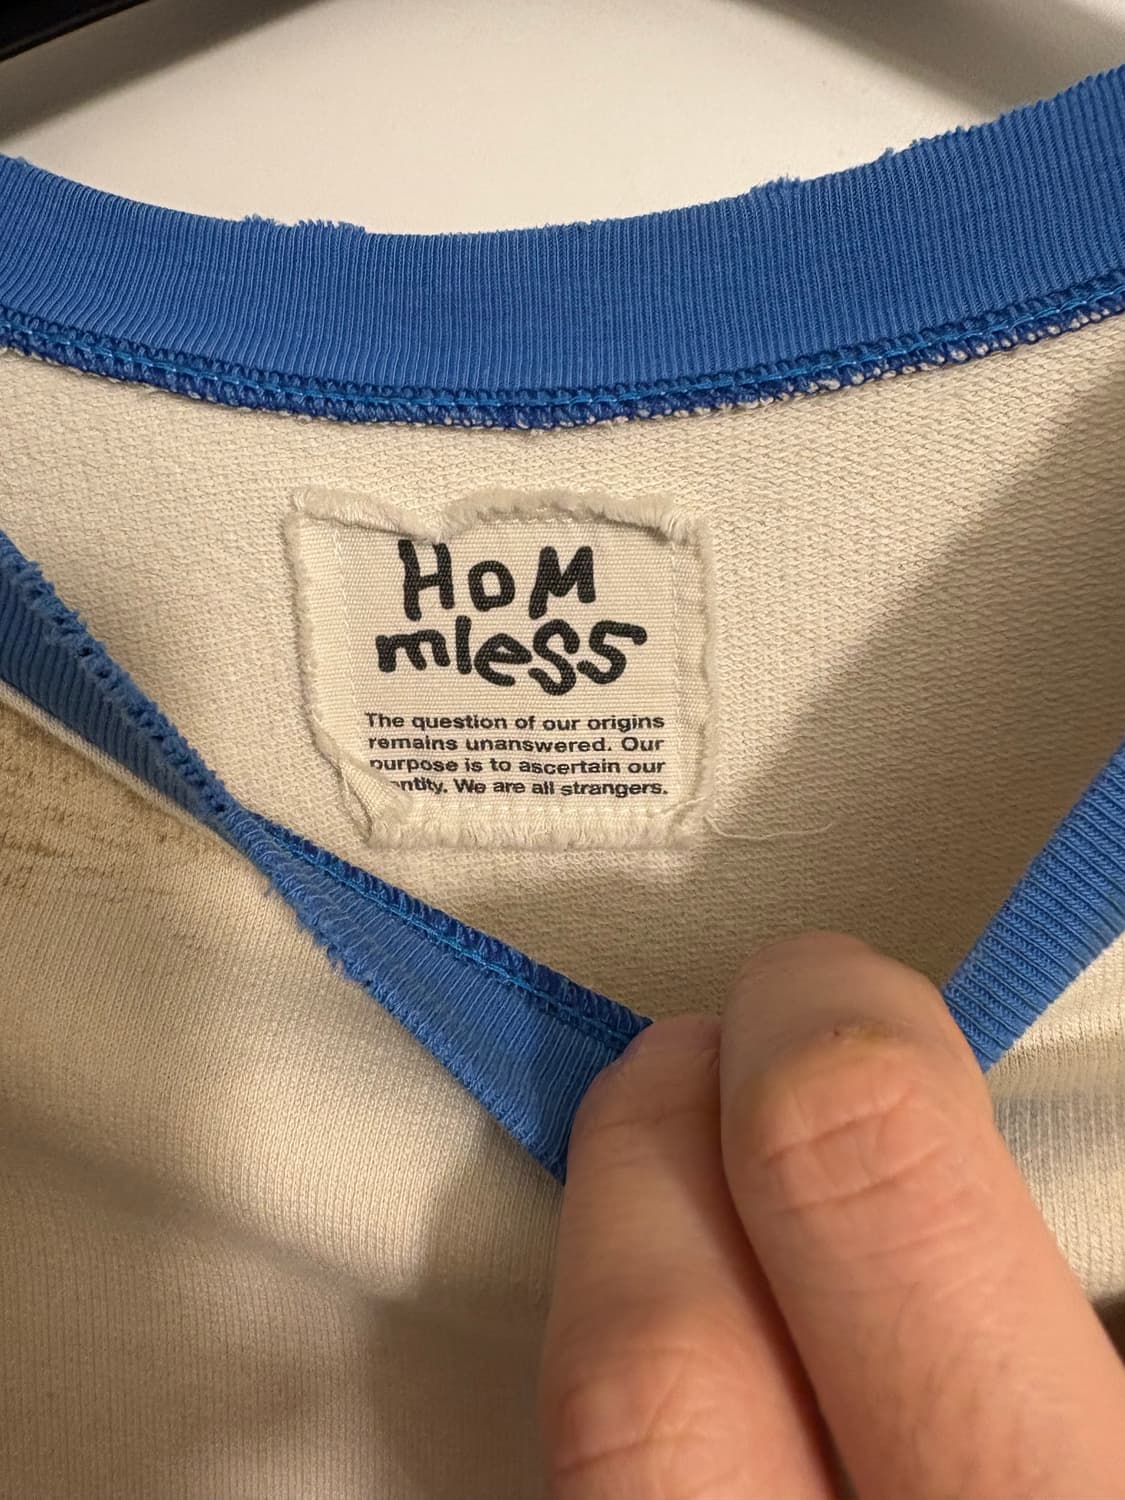 HoM
mless
The question of our origins
remains unanswered. Our
purpose is to ascertain our
We are all strangers.